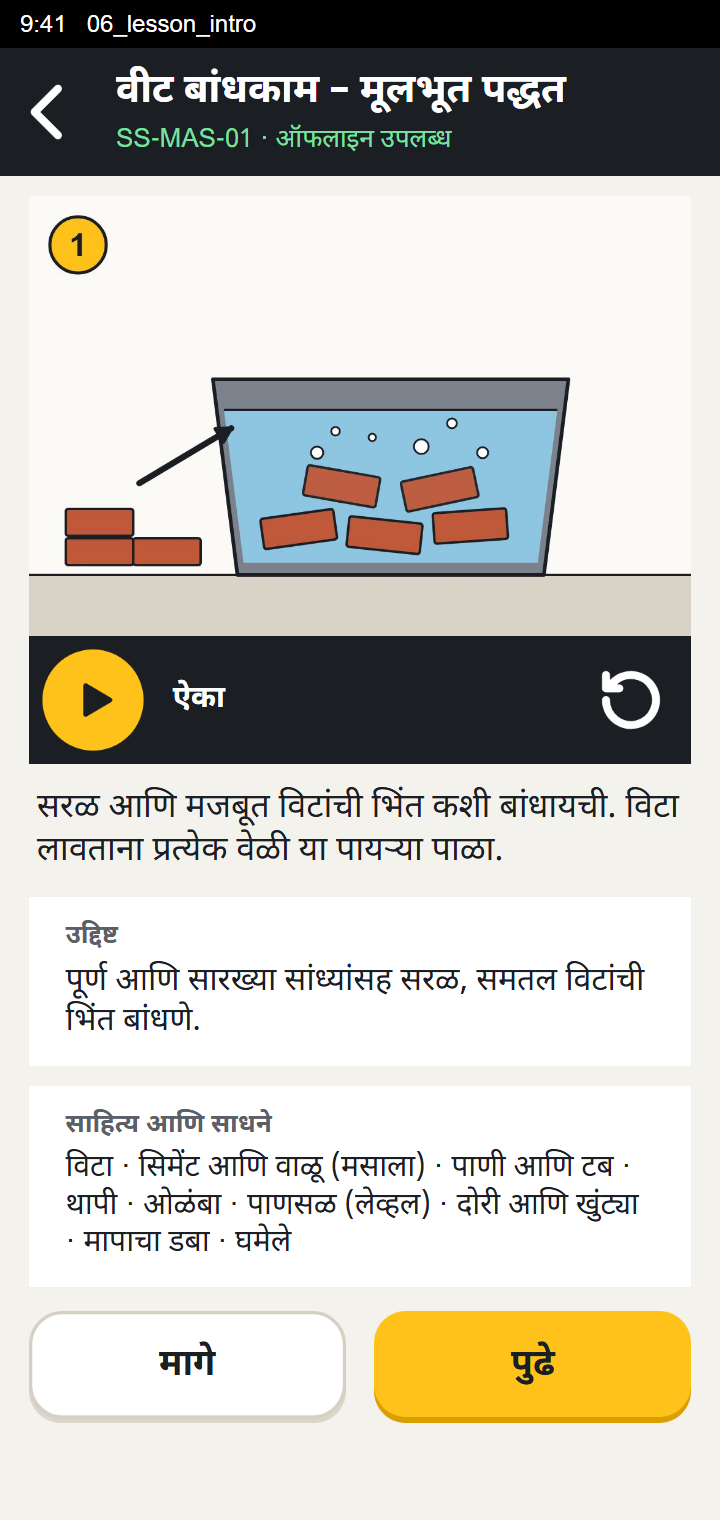 9:41 06_lesson_intro
वीट बांधकाम – मूलभूत पद्धत
SS-MAS-01 · ऑफलाइन उपलब्ध
1
ऐका
सरळ आणि मजबूत विटांची भिंत कशी बांधायची. विटा
लावताना प्रत्येक वेळी या पायऱ्या पाळा.
उद्दिष्ट
पूर्ण आणि सारख्या सांध्यांसह सरळ, समतल विटांची
भिंत बांधणे.
साहित्य आणि साधने
विटा · सिमेंट आणि वाळू (मसाला) · पाणी आणि टब ·
थापी · ओळंबा · पाणसळ (लेव्हल) · दोरी आणि खुंट्या
· मापाचा डबा · घमेले
मागे
पुढे